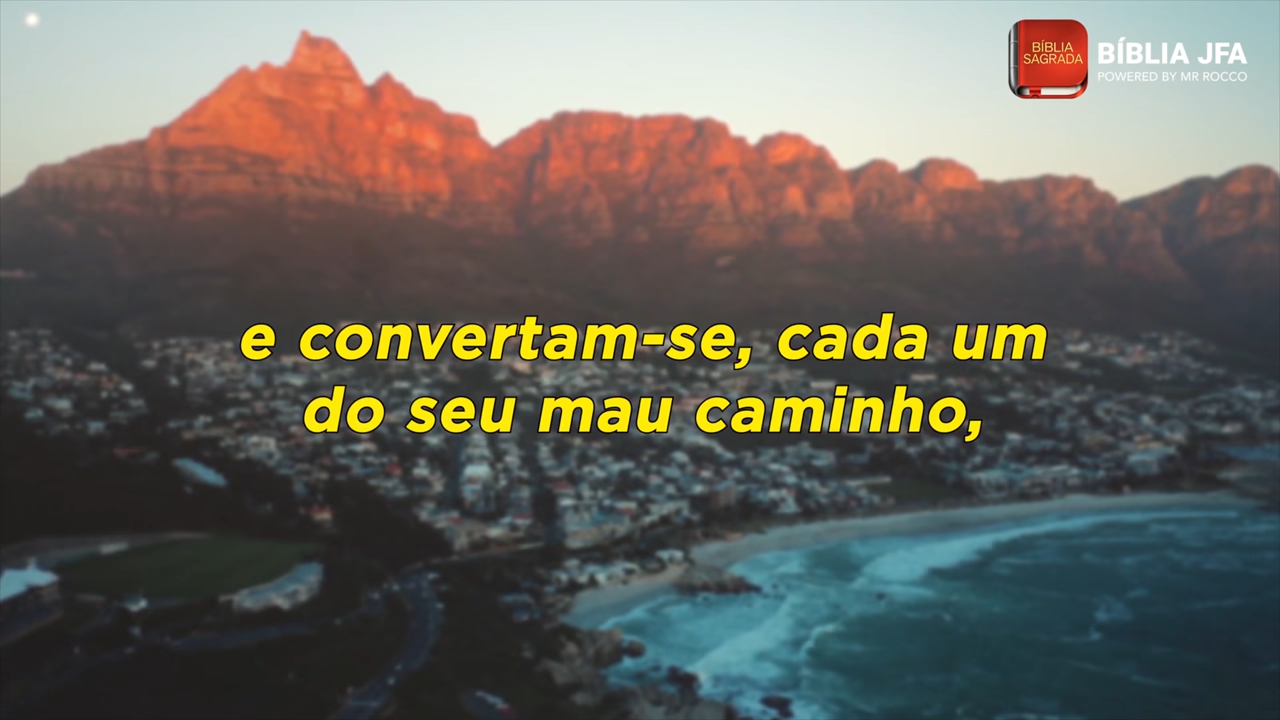 BÍBLIA
SAGRADA
BÍBLIA JFA
POWERED BY MR ROCCO
e convertam-se, cada um
do seu mau caminho,